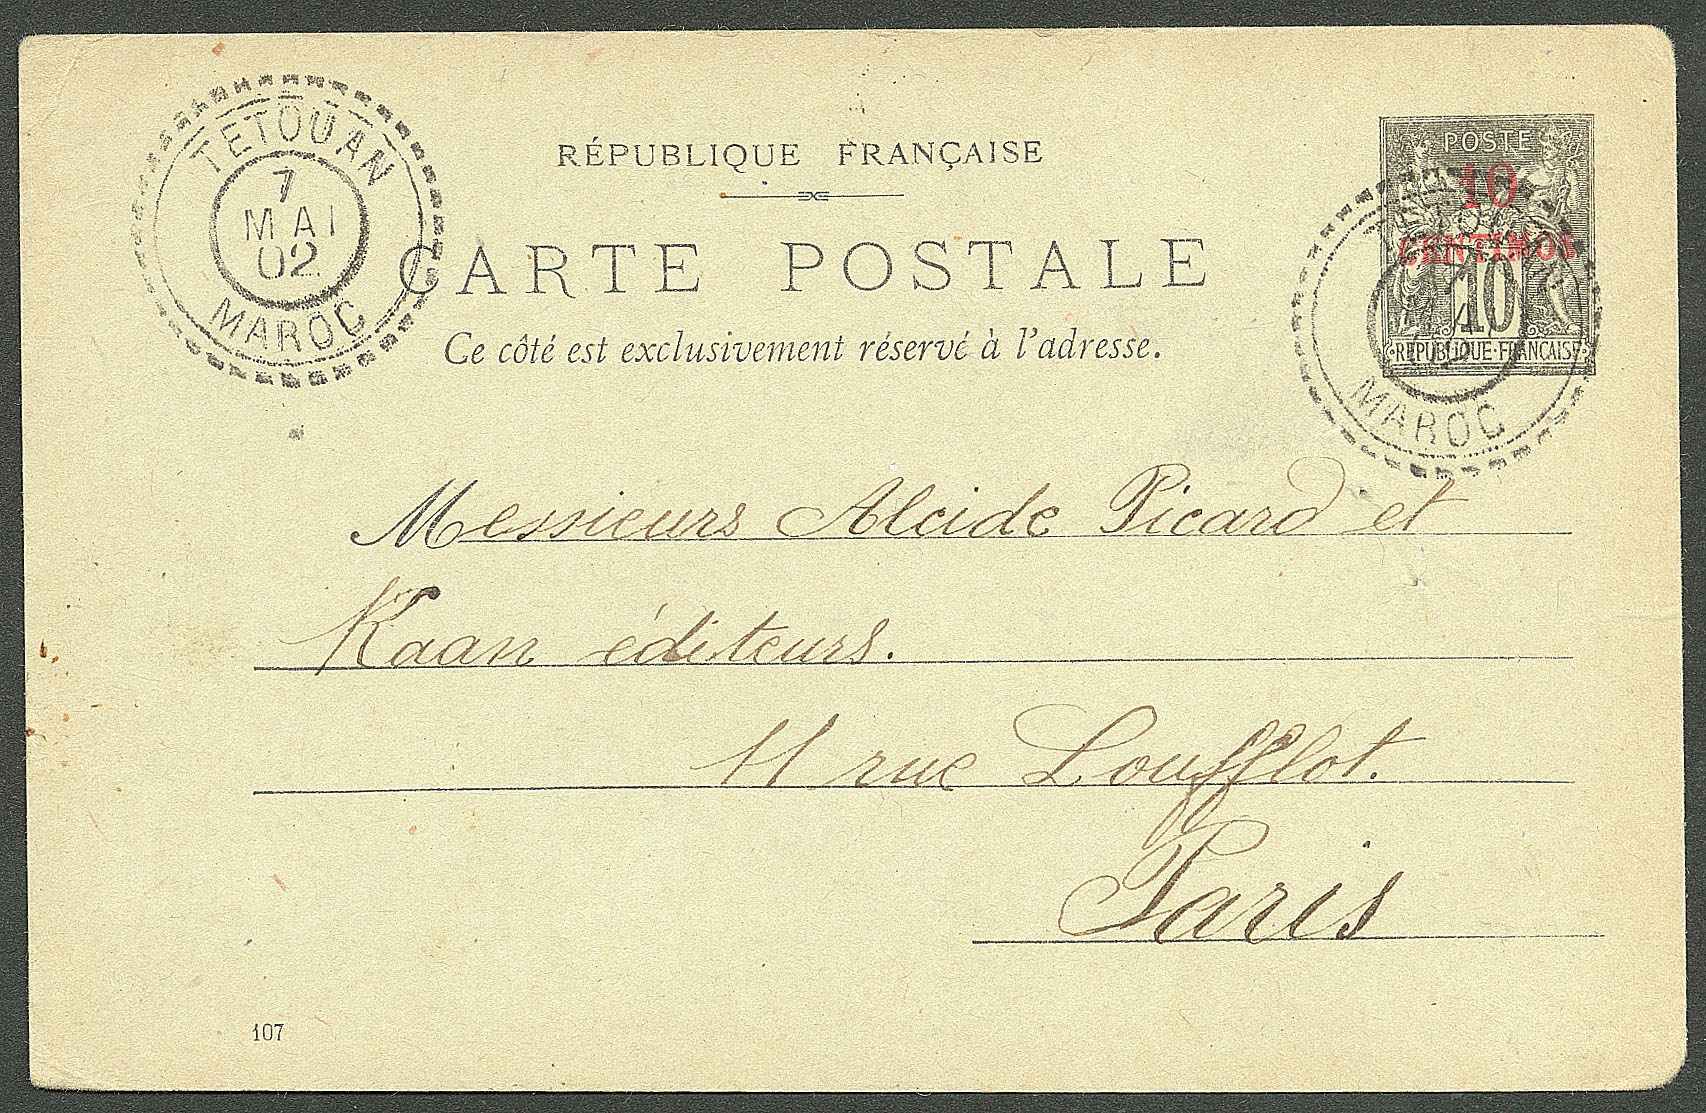 TETOUAN
7
MAI
02
MAROC
RÉPUBLIQUE FRANÇAISE
CARTE POSTALE
Ce côté est exclusivement réservé à l'adresse.
POSTE
10
CENTIMOS
10
RÉPUBLIQUE·FRANÇAISE
MAROC
Messieurs Alcide Picard et
Kaan éditeurs.
11 rue Loufflot.
Paris
107